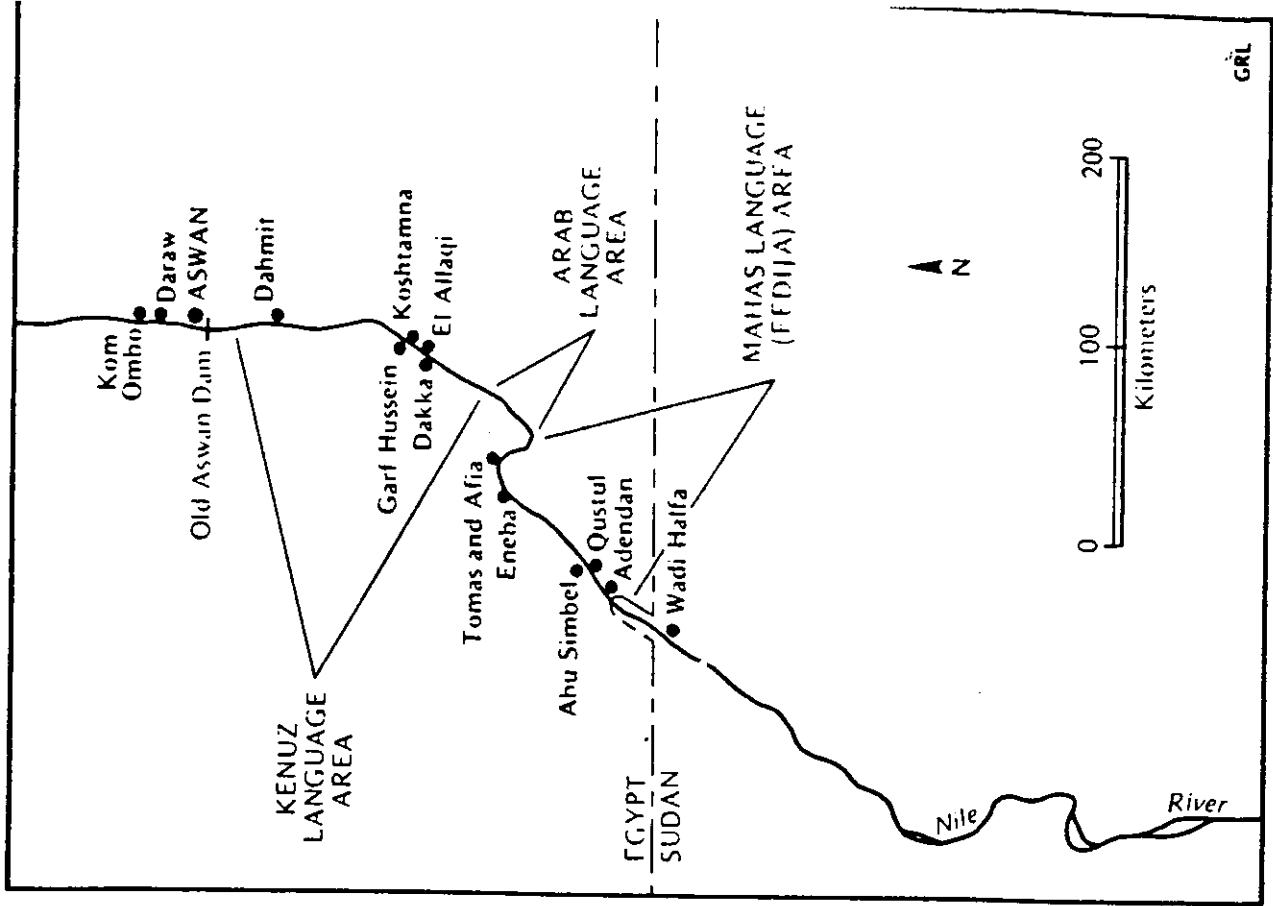 Kom
Ombo
Daraw
ASWAN
Old Aswan Dam
Dahmit
Garf Hussein
Koshtamna
Dakka
El Allaqi
KENUZ
LANGUAGE
AREA
ARAB
LANGUAGE
AREA
Tomas and Afia
Eneba
Abu Simbel
Qustul
Adendan
MAHAS LANGUAGE
(FEDIJA) AREA
EGYPT
SUDAN
Wadi Halfa
N
0 100 200
Kilometers
Nile
River
GRL